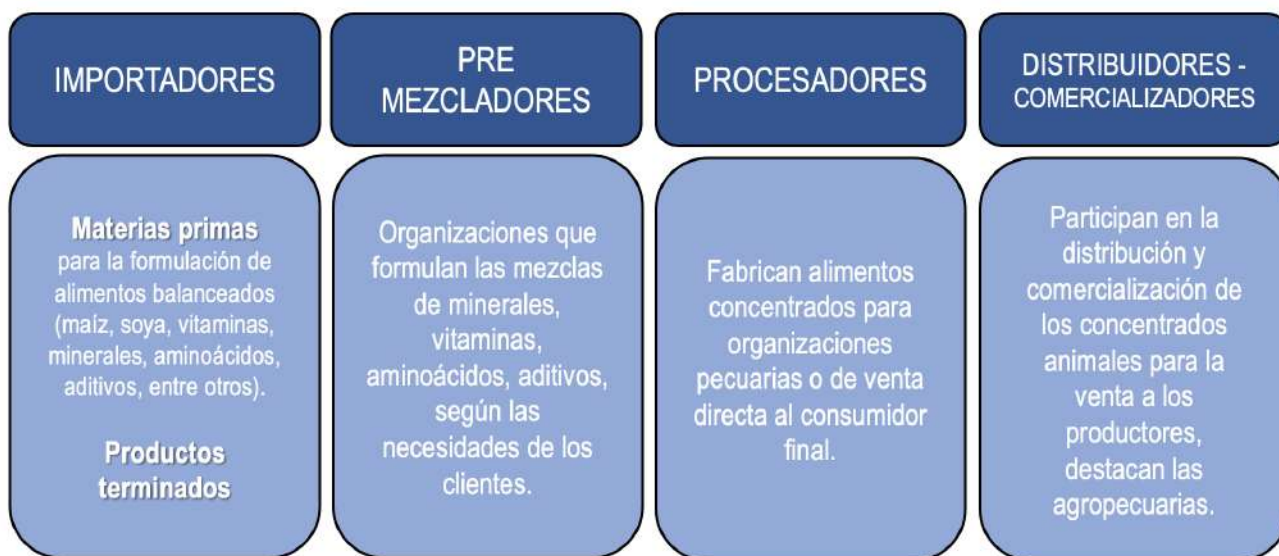 IMPORTADORES
Materias primas
para la formulación de
alimentos balanceados
(maíz, soya, vitaminas,
minerales, aminoácidos,
aditivos, entre otros).
Productos
terminados
PRE
MEZCLADORES
Organizaciones que
formulan las mezclas
de minerales,
vitaminas,
aminoácidos, aditivos,
según las
necesidades de los
clientes.
PROCESADORES
Fabrican alimentos
concentrados para
organizaciones
pecuarias o de venta
directa al consumidor
final.
DISTRIBUIDORES -
COMERCIALIZADORES
Participan en la
distribución y
comercialización de
los concentrados
animales para la
venta a los
productores,
destacan las
agropecuarias.